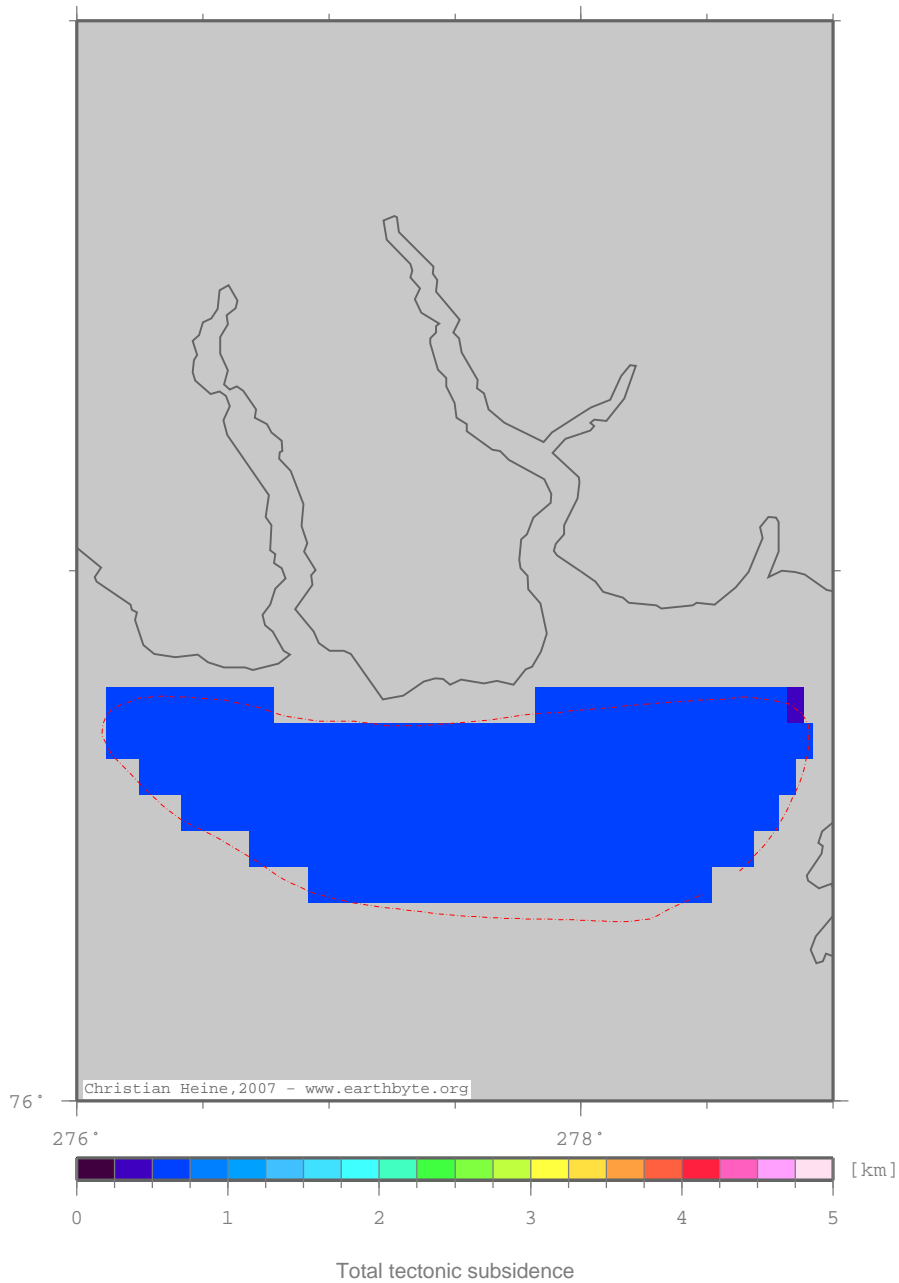 Christian Heine,2007 - www.earthbyte.org
76°
276° 278°
[km]
0 1 2 3 4 5
Total tectonic subsidence